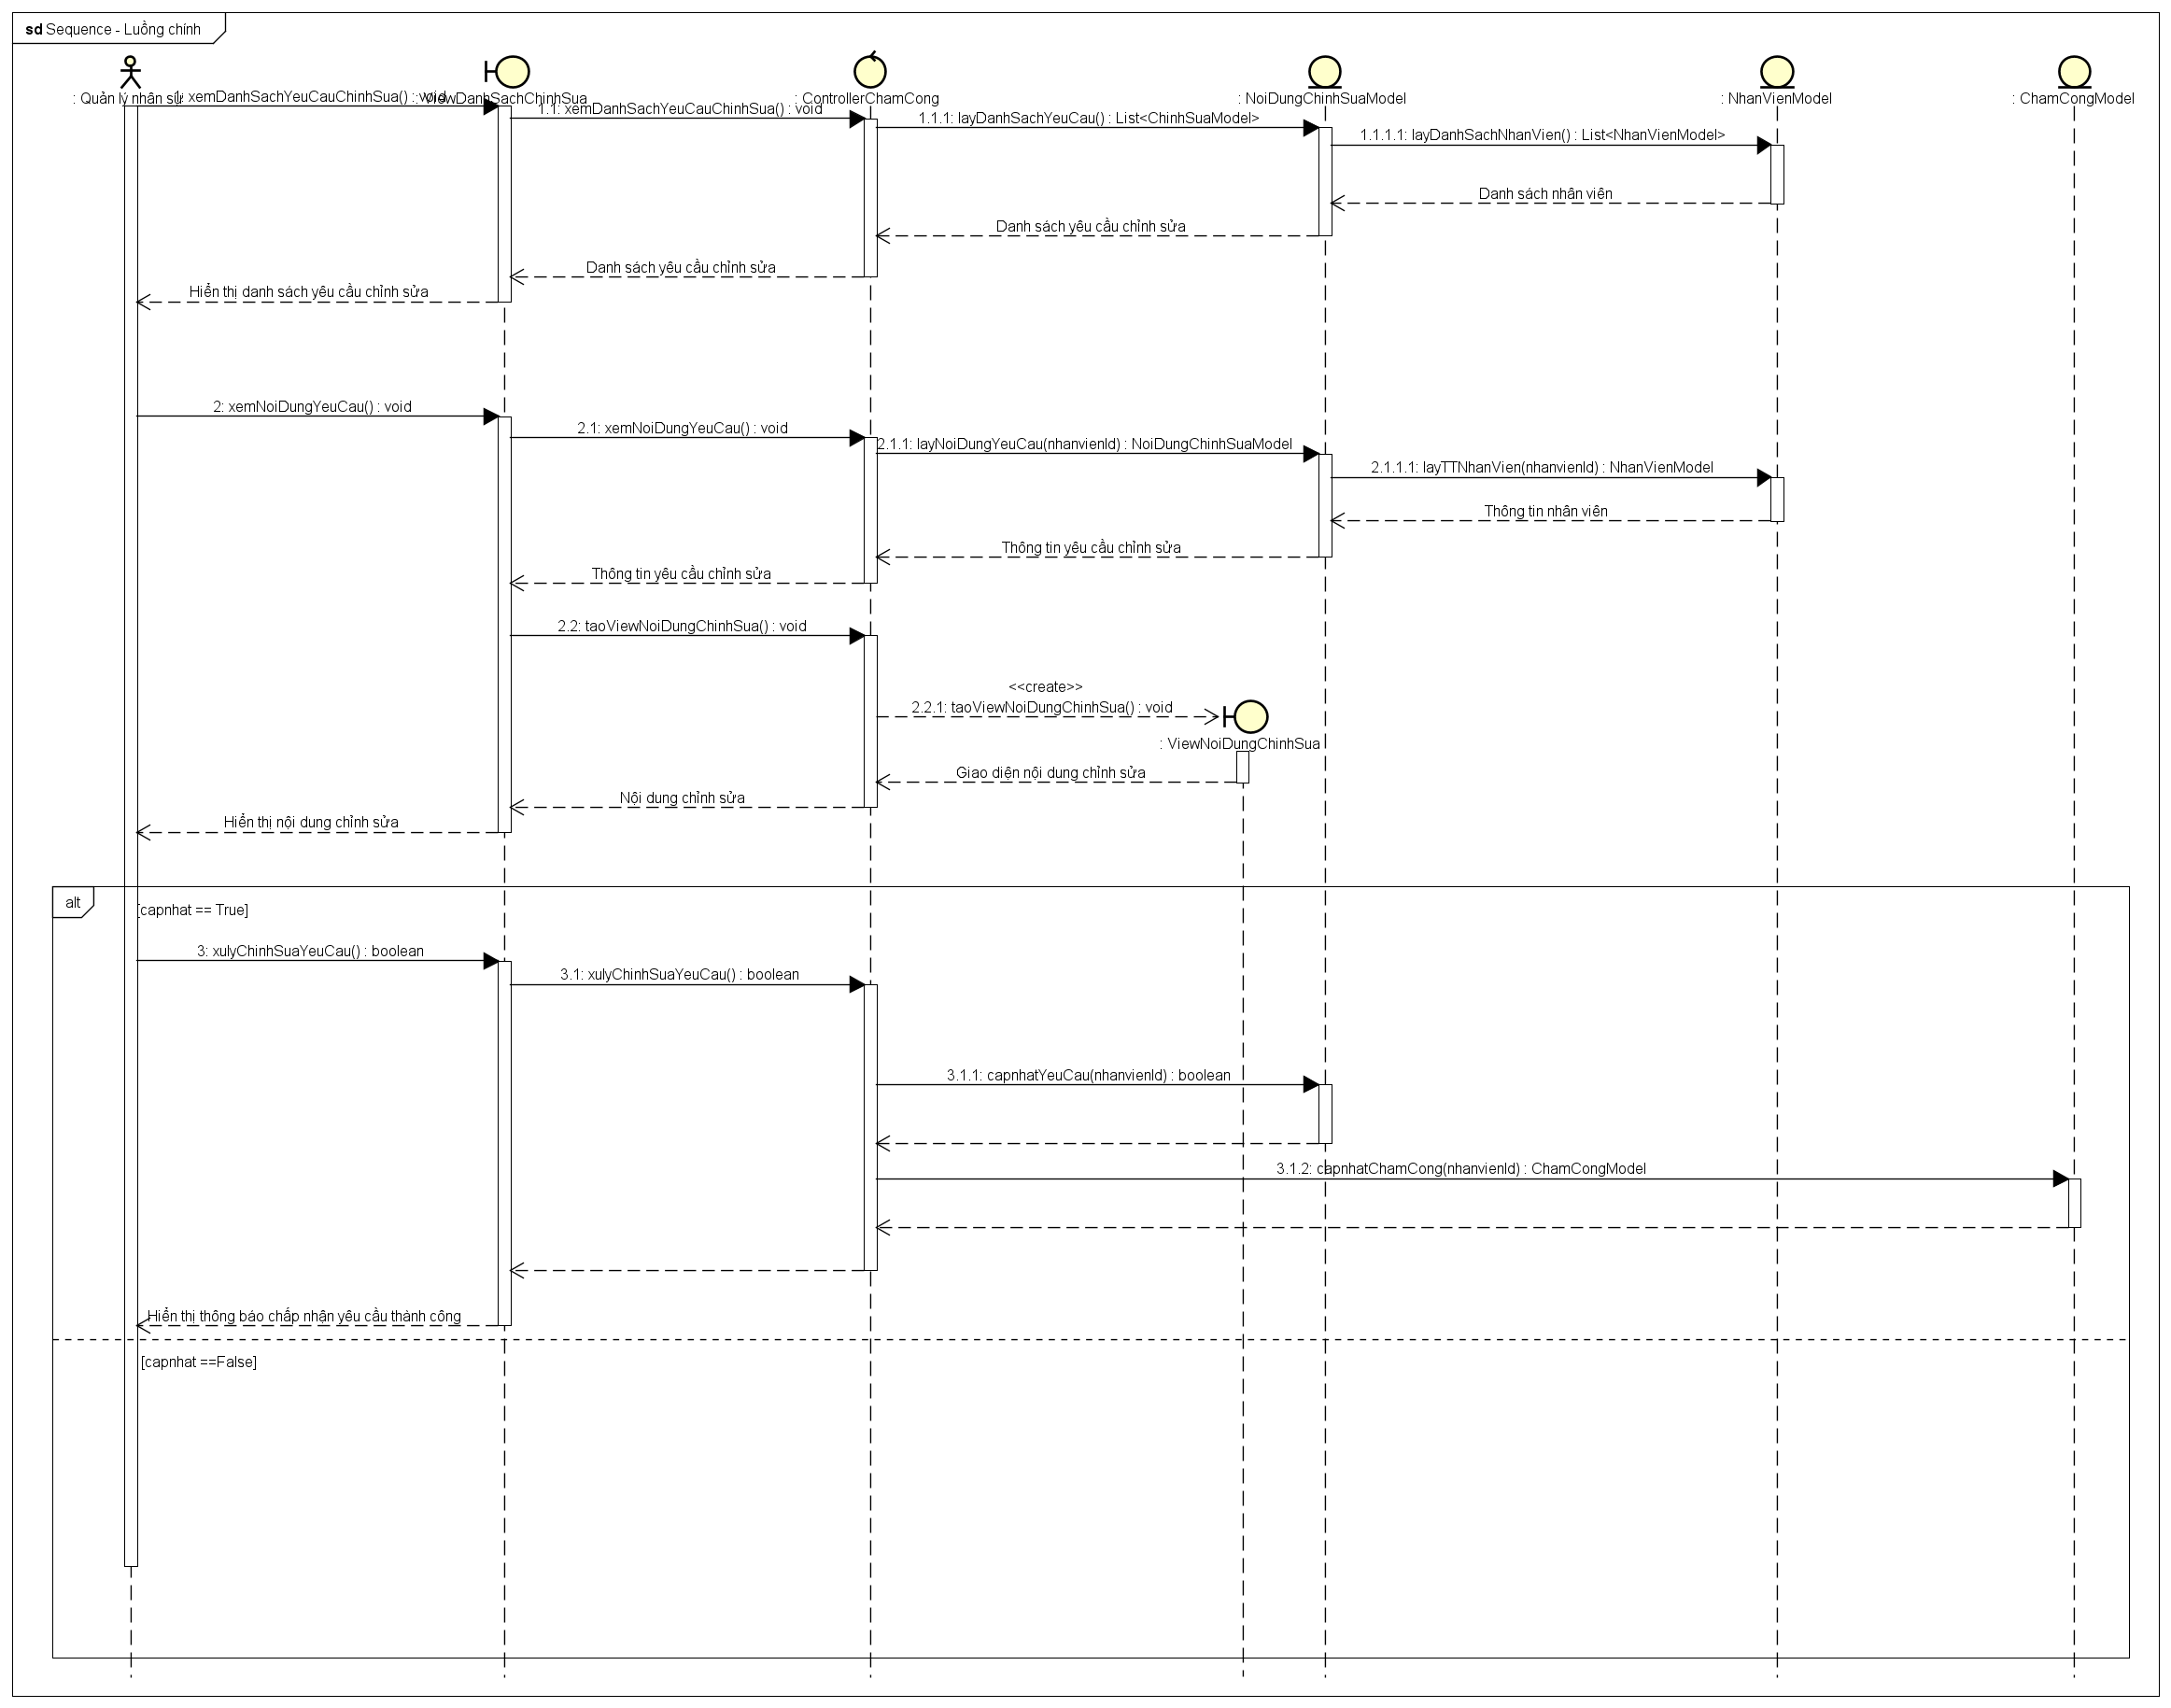 sd Sequence - Luồng chính
: Quản lý nhân sự
: ViewDanhSachChinhSua
: ControllerChamCong
: NoiDungChinhSuaModel
: NhanVienModel
: ChamCongModel
1: xemDanhSachYeuCauChinhSua() : void
1.1: xemDanhSachYeuCauChinhSua() : void
1.1.1: layDanhSachYeuCau() : List<ChinhSuaModel>
1.1.1.1: layDanhSachNhanVien() : List<NhanVienModel>
Danh sách nhân viên
Danh sách yêu cầu chỉnh sửa
Danh sách yêu cầu chỉnh sửa
Hiển thị danh sách yêu cầu chỉnh sửa
2: xemNoiDungYeuCau() : void
2.1: xemNoiDungYeuCau() : void
2.1.1: layNoiDungYeuCau(nhanvienId) : NoiDungChinhSuaModel
2.1.1.1: layTTNhanVien(nhanvienId) : NhanVienModel
Thông tin nhân viên
Thông tin yêu cầu chỉnh sửa
Thông tin yêu cầu chỉnh sửa
2.2: taoViewNoiDungChinhSua() : void
<<create>>
2.2.1: taoViewNoiDungChinhSua() : void
: ViewNoiDungChinhSua
Giao diện nội dung chỉnh sửa
Nội dung chỉnh sửa
Hiển thị nội dung chỉnh sửa
alt
[capnhat == True]
3: xulyChinhSuaYeuCau() : boolean
3.1: xulyChinhSuaYeuCau() : boolean
3.1.1: capnhatYeuCau(nhanvienId) : boolean
3.1.2: capnhatChamCong(nhanvienId) : ChamCongModel
Hiển thị thông báo chấp nhận yêu cầu thành công
[capnhat ==False]